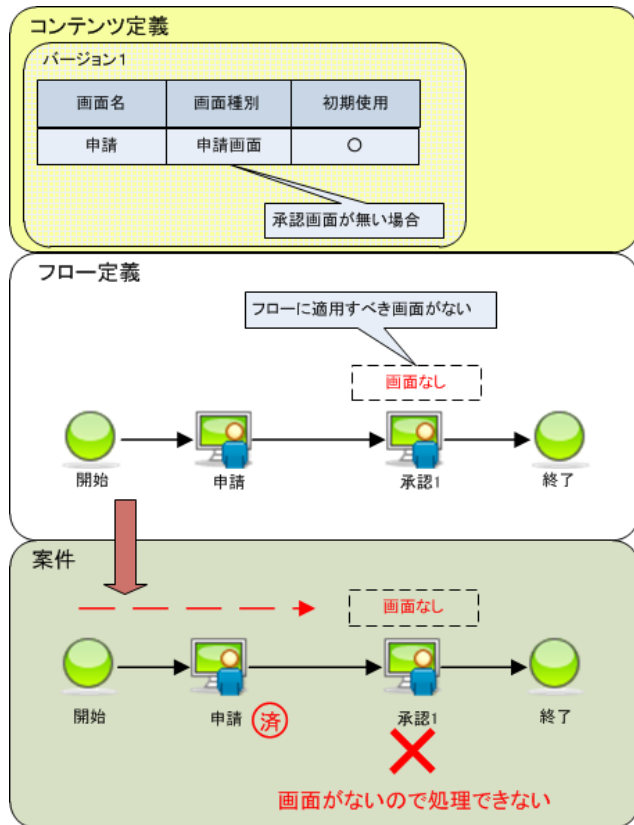 コンテンツ定義
バージョン1
画面名 画面種別 初期使用
申請 申請画面 ○
承認画面が無い場合
フロー定義
フローに適用すべき画面がない
画面なし
開始 申請 承認1 終了
案件
画面なし
開始 申請 済 承認1 終了
画面がないので処理できない